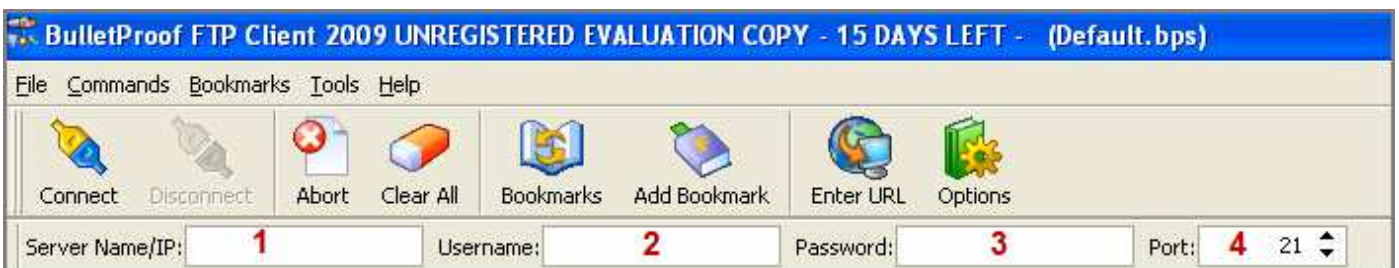 BulletProof FTP Client 2009 UNREGISTERED EVALUATION COPY - 15 DAYS LEFT - (Default.bps)
File Commands Bookmarks Tools Help
Connect Disconnect Abort Clear All Bookmarks Add Bookmark Enter URL Options
Server Name/IP: 1 Username: 2 Password: 3 Port: 4 21